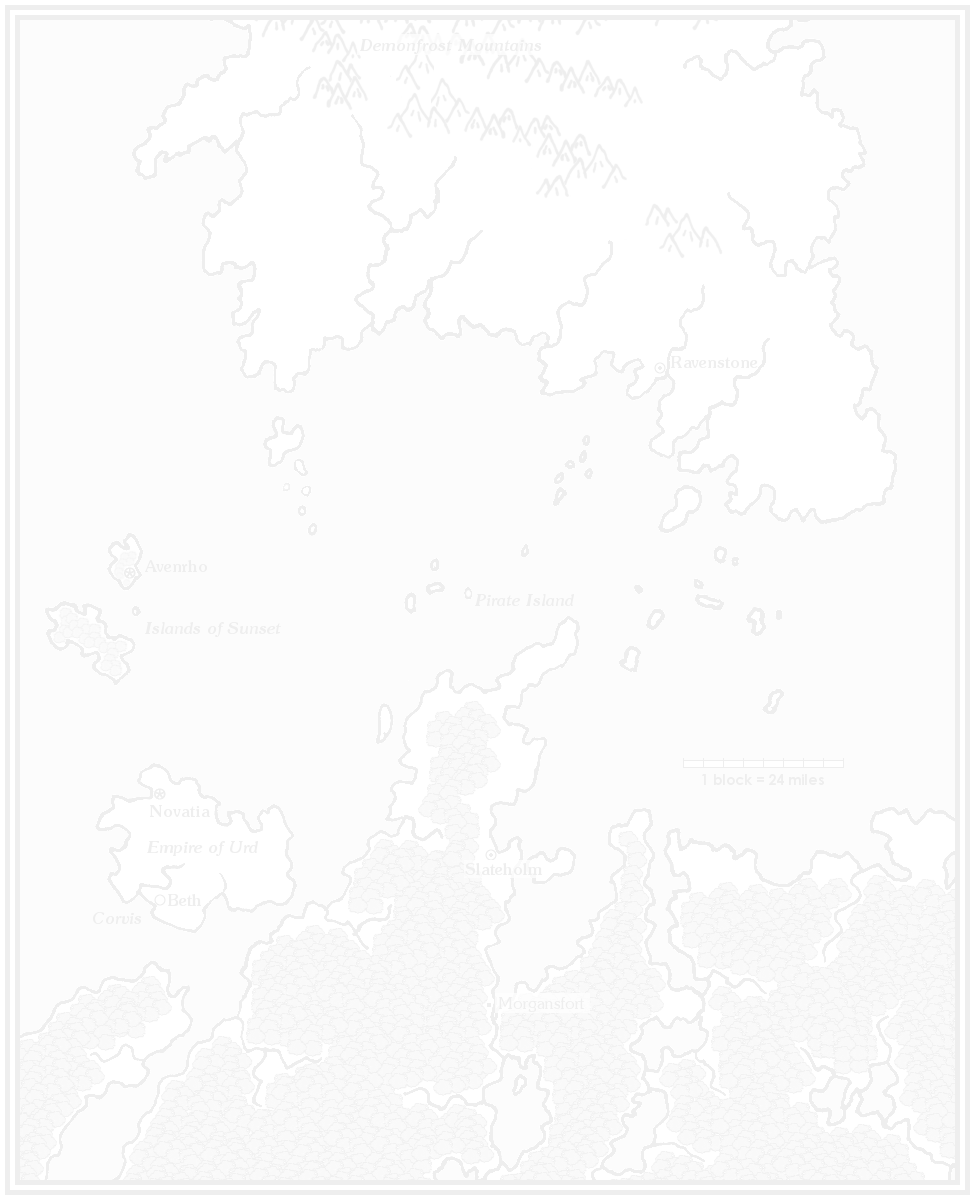 Demonfrost Mountains
Ravenstone
Avenrho
Pirate Island
Islands of Sunset
1 block = 24 miles
Novatia
Empire of Urd
Slateholm
Beth
Corvis
Morgansfort